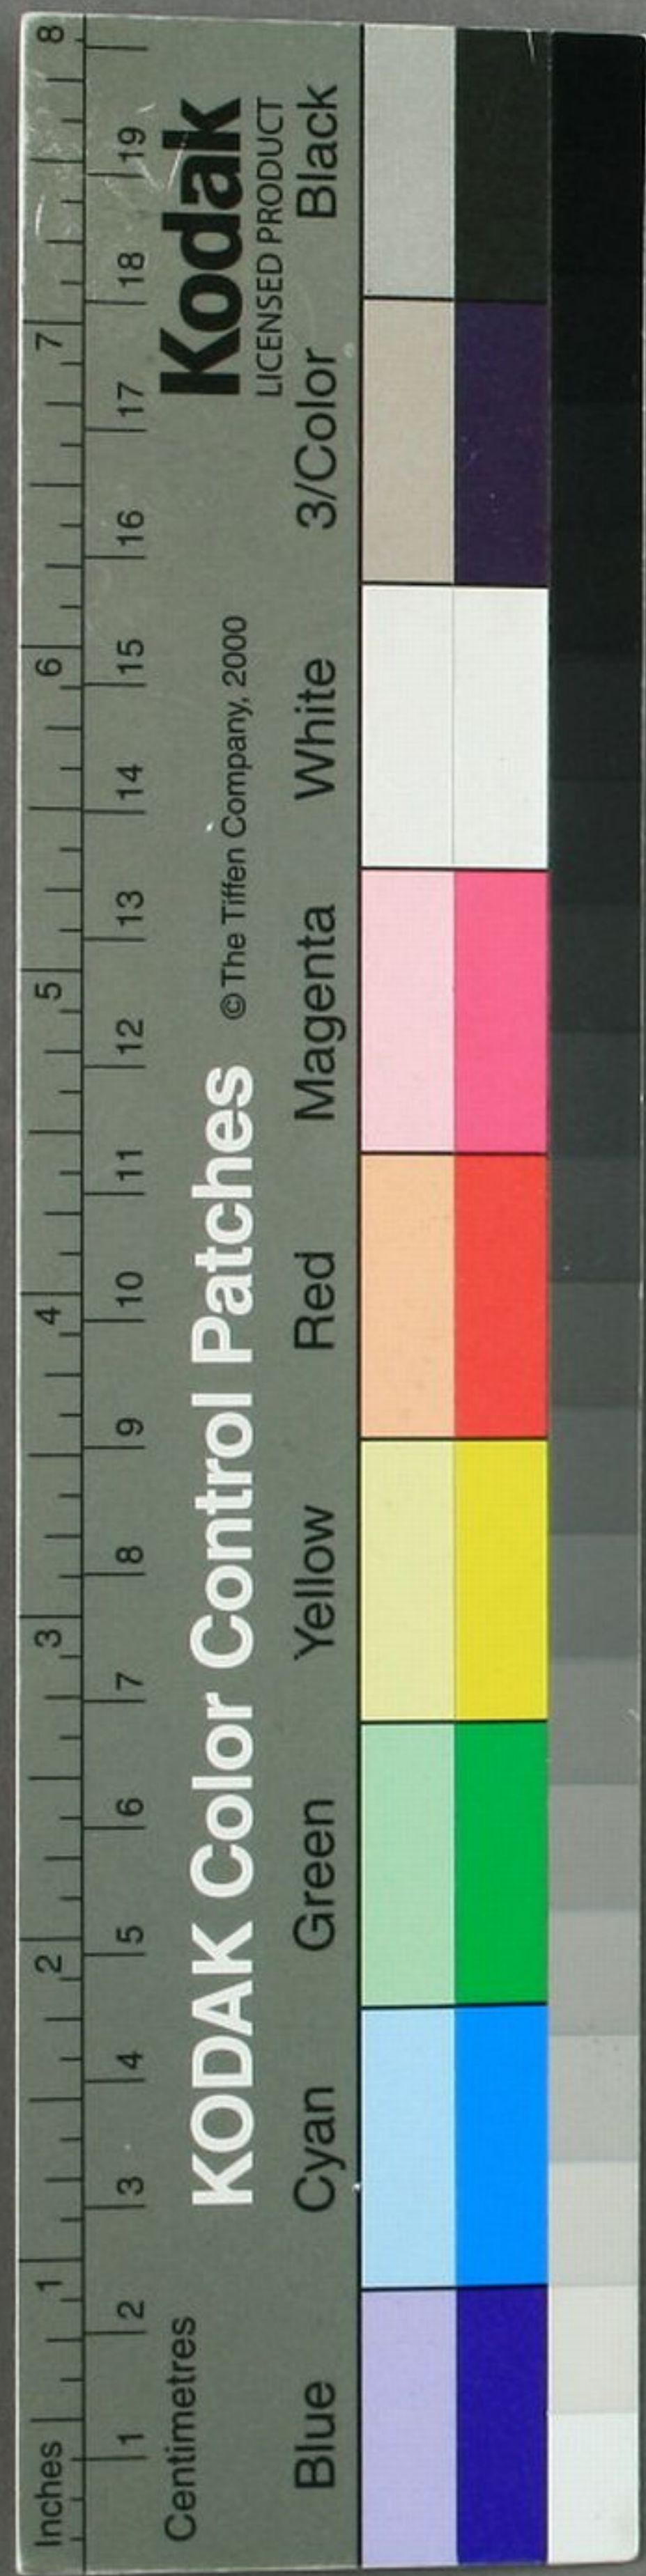 Inches 1 2 3 4 5 6 7 8
1 2 3 4 5 6 7 8 9 10 11 12 13 14 15 16 17 18 19
Centimetres
KODAK Color Control Patches © The Tiffen Company, 2000
Kodak
LICENSED PRODUCT
Blue Cyan Green Yellow Red Magenta White 3/Color Black